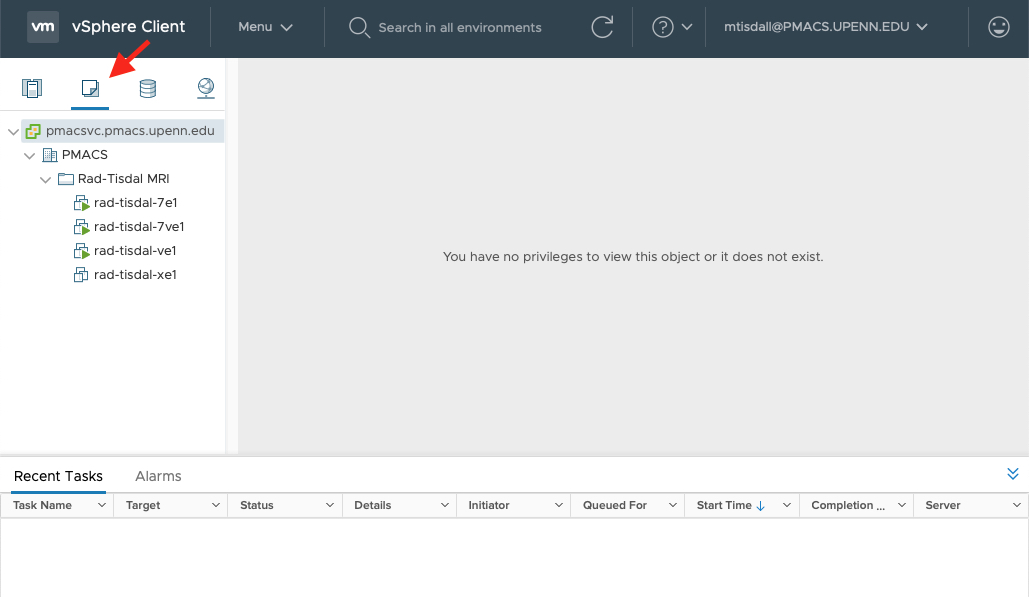 vm vSphere Client Menu Search in all environments ? mtisdall@PMACS.UPENN.EDU
pmacsvc.pmacs.upenn.edu
PMACS
Rad-Tisdal MRI
rad-tisdal-7e1
rad-tisdal-7ve1
rad-tisdal-ve1
rad-tisdal-xe1
You have no privileges to view this object or it does not exist.
Recent Tasks Alarms
Task Name Target Status Details Initiator Queued For Start Time Completion ... Server